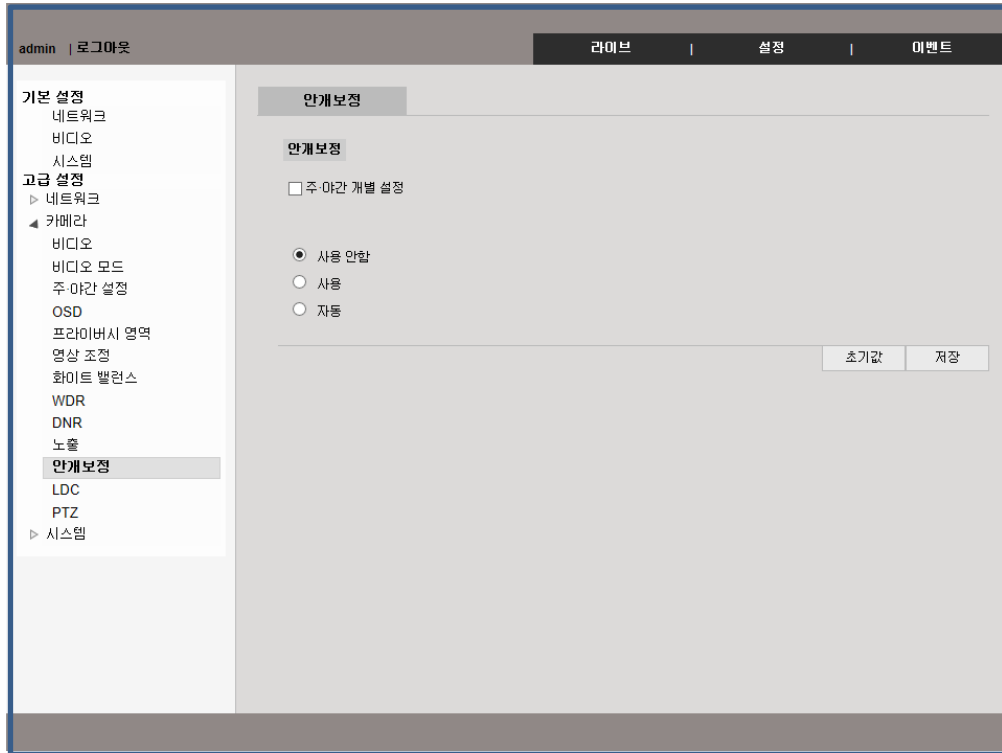 admin | 로그아웃
라이브 | 설정 | 이벤트
기본 설정
네트워크
비디오
시스템
고급 설정
네트워크
카메라
비디오
비디오 모드
주·야간 설정
OSD
프라이버시 영역
영상 조정
화이트 밸런스
WDR
DNR
노출
안개보정
LDC
PTZ
시스템
안개보정
안개보정
주·야간 개별 설정
사용 안함
사용
자동
초기값 저장